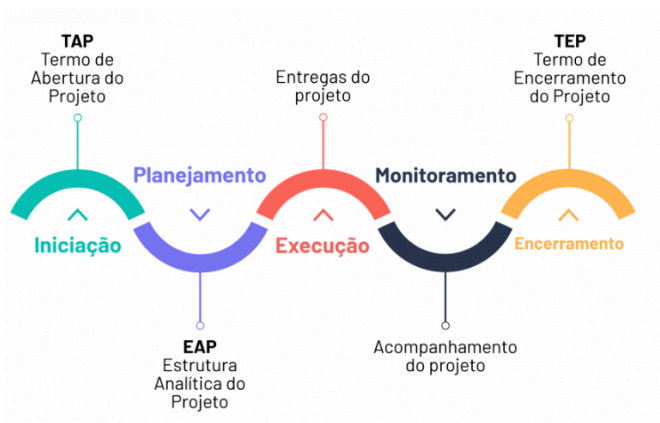 TAP
Termo de
Abertura do
Projeto
Iniciação
Planejamento
EAP
Estrutura
Analítica do
Projeto
Entregas do
projeto
Execução
Monitoramento
Acompanhamento
do projeto
TEP
Termo de
Encerramento
do Projeto
Encerramento